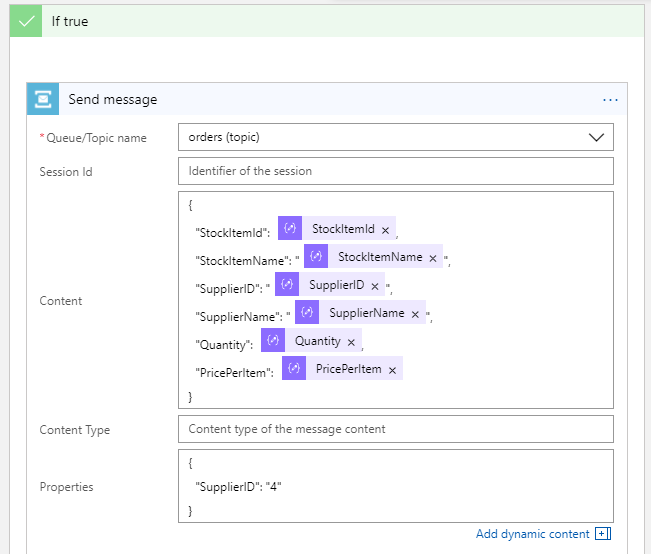 If true
Send message
* Queue/Topic name
orders (topic)
Session Id
Identifier of the session
Content
{
"StockItemId": StockItemId ×,
"StockItemName": " StockItemName × ",
"SupplierID": " SupplierID × ",
"SupplierName": " SupplierName × ",
"Quantity": Quantity ×,
"PricePerItem": PricePerItem ×
}
Content Type
Content type of the message content
Properties
{
"SupplierID": "4"
}
Add dynamic content